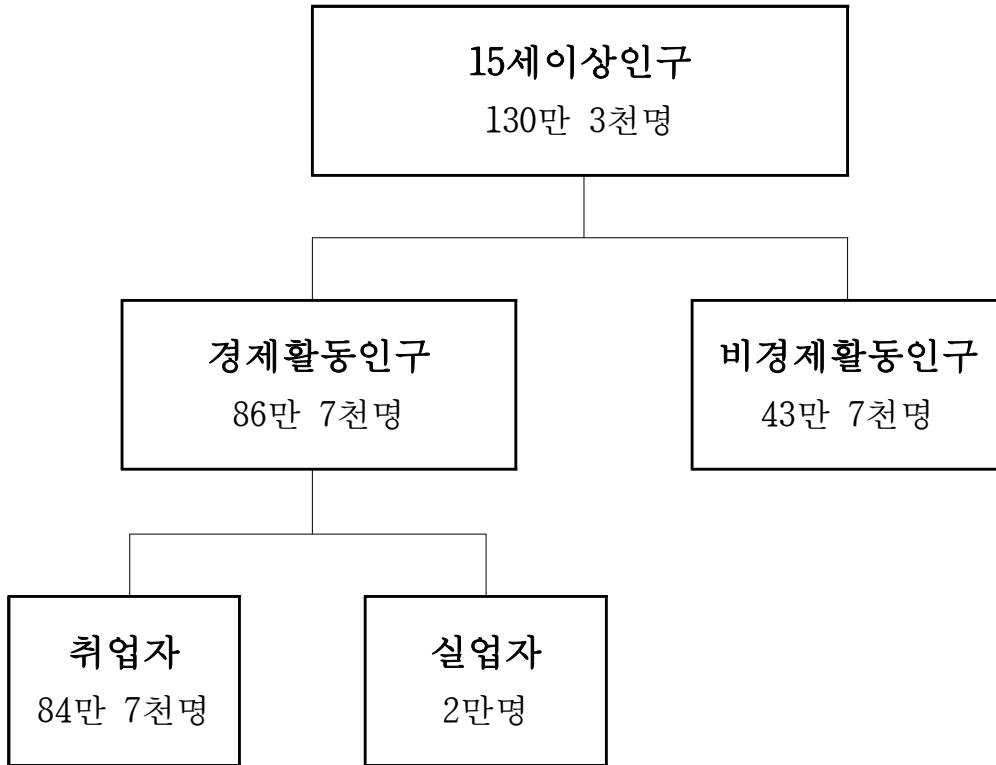 15세이상인구
130만 3천명
경제활동인구
86만 7천명
비경제활동인구
43만 7천명
취업자
84만 7천명
실업자
2만명